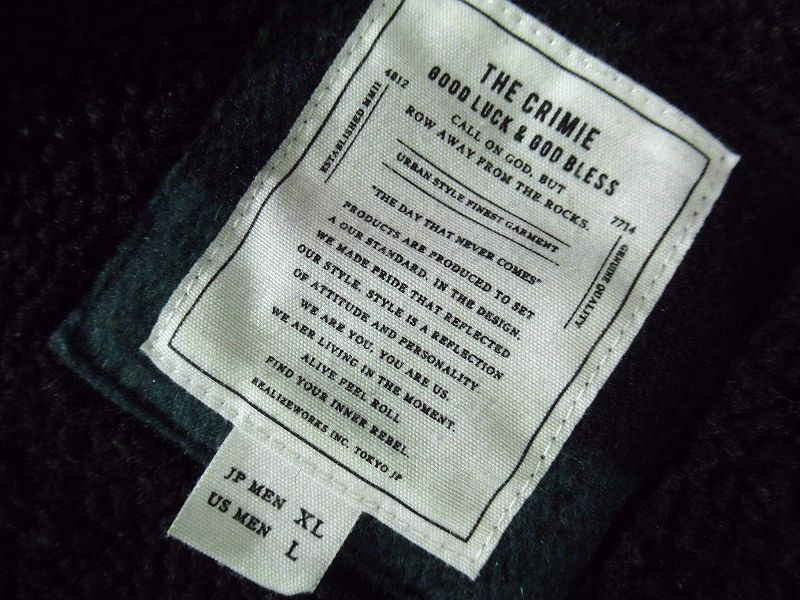 THE CRIMIE
GOOD LUCK & GOD BLESS
CALL ON GOD, BUT
ROW AWAY FROM THE ROCKS.
4812
ESTABLISHED MMII
URBAN STYLE FINEST GARMENT
7714
GENUINE QUALITY
"THE DAY THAT NEVER COMES"
PRODUCTS ARE PRODUCED TO SET
A OUR STANDARD. IN THE DESIGN.
WE MADE PRIDE THAT REFLECTED
OUR STYLE. STYLE IS A REFLECTION
OF ATTITUDE AND PERSONALITY.
WE ARE YOU, YOU ARE US.
WE AER LIVING IN THE MOMENT.
ALIVE FEEL ROLL
FIND YOUR INNER REBEL.
REALIZEWORKS INC. TOKYO JP
JP MEN XL
US MEN L